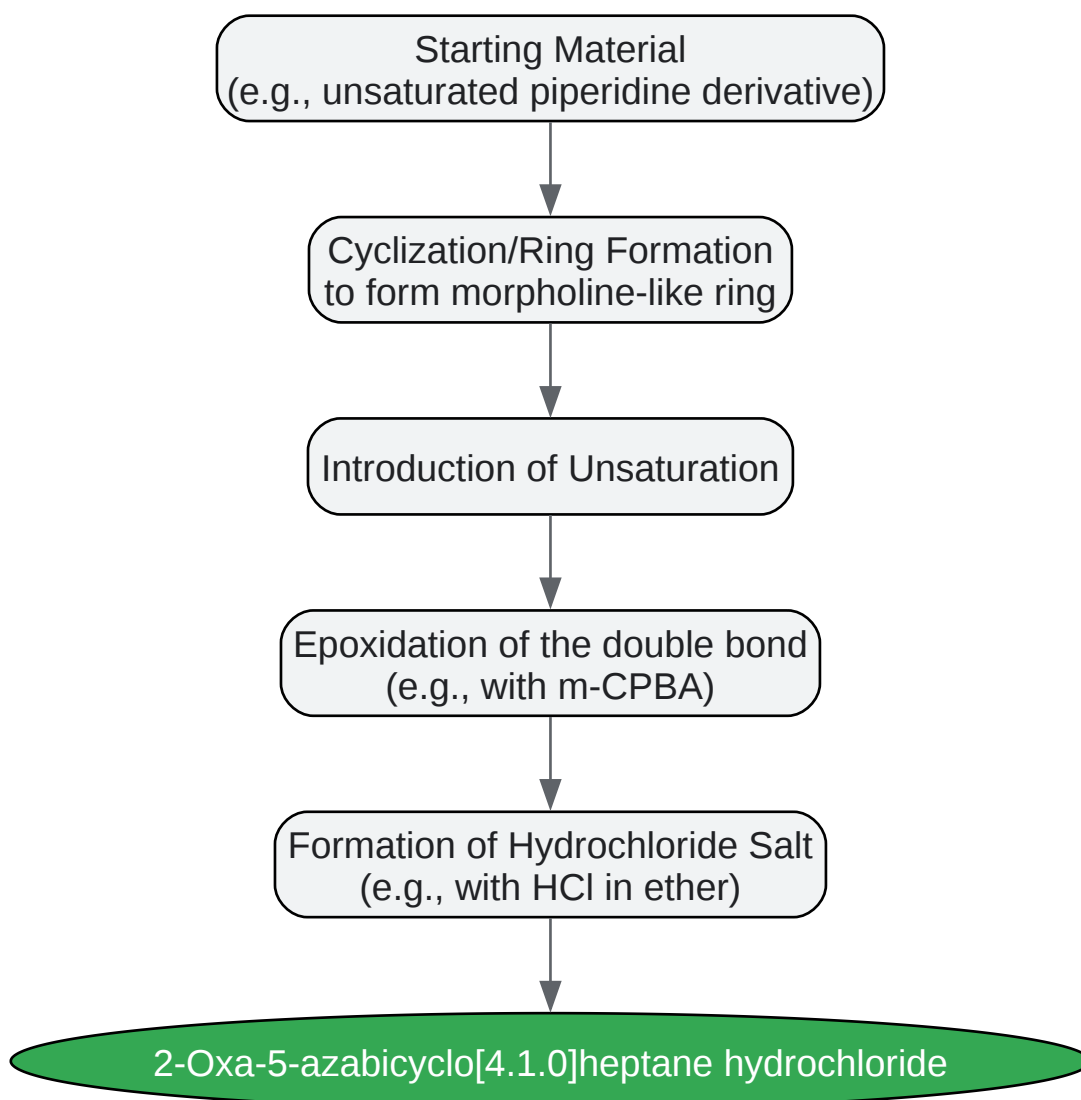 Starting Material
(e.g., unsaturated piperidine derivative)
Cyclization/Ring Formation
to form morpholine-like ring
Introduction of Unsaturation
Epoxidation of the double bond
(e.g., with m-CPBA)
Formation of Hydrochloride Salt
(e.g., with HCl in ether)
2-Oxa-5-azabicyclo[4.1.0]heptane hydrochloride